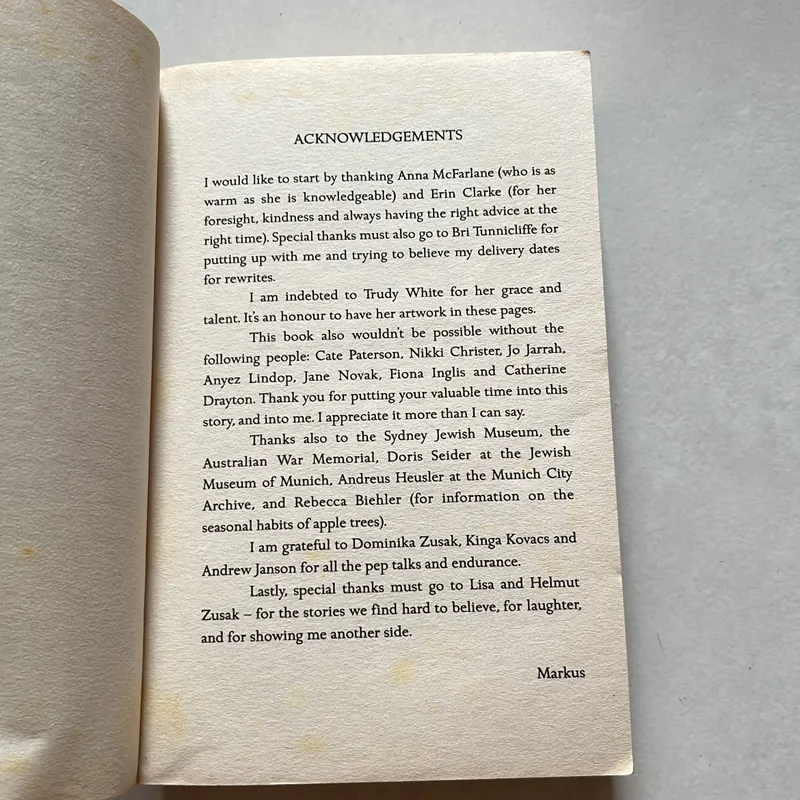 ACKNOWLEDGEMENTS
I would like to start by thanking Anna McFarlane (who is as
warm as she is knowledgeable) and Erin Clarke (for her
foresight, kindness and always having the right advice at the
right time). Special thanks must also go to Bri Tunnicliffe for
putting up with me and trying to believe my delivery dates
for rewrites.
I am indebted to Trudy White for her grace and
talent. It's an honour to have her artwork in these pages.
This book also wouldn't be possible without the
following people: Cate Paterson, Nikki Christer, Jo Jarrah,
Anyez Lindop, Jane Novak, Fiona Inglis and Catherine
Drayton. Thank you for putting your valuable time into this
story, and into me. I appreciate it more than I can say.
Thanks also to the Sydney Jewish Museum, the
Australian War Memorial, Doris Seider at the Jewish
Museum of Munich, Andreus Heusler at the Munich City
Archive, and Rebecca Biehler (for information on the
seasonal habits of apple trees).
I am grateful to Dominika Zusak, Kinga Kovacs and
Andrew Janson for all the pep talks and endurance.
Lastly, special thanks must go to Lisa and Helmut
Zusak – for the stories we find hard to believe, for laughter,
and for showing me another side.
Markus